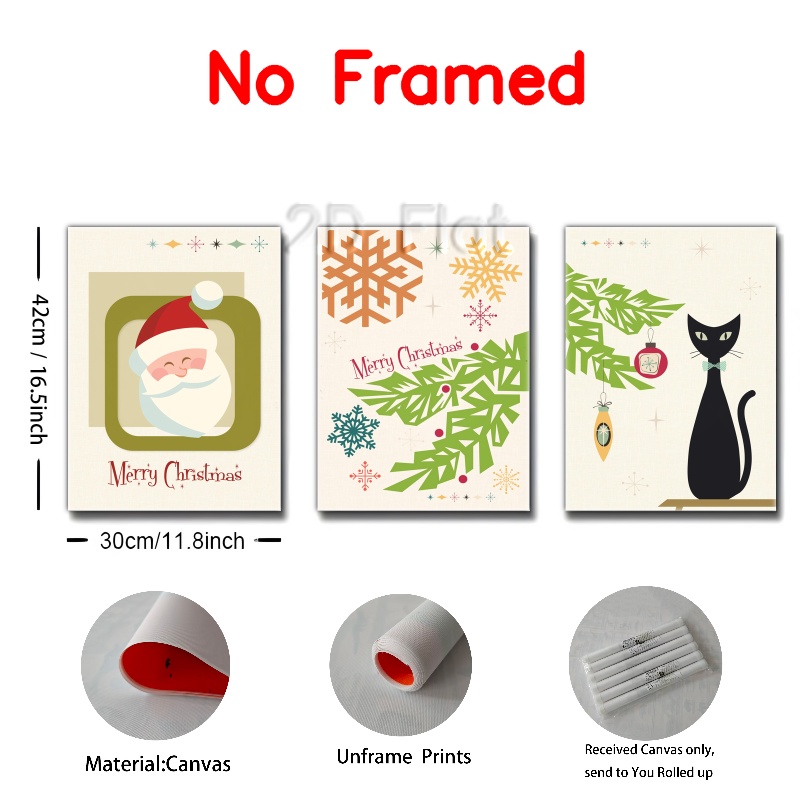 No Framed
2D Flat
42cm / 16.5inch
Merry Christmas
Merry Christmas
30cm/11.8inch
Material:Canvas
Unframe Prints
Received Canvas only,
send to You Rolled up